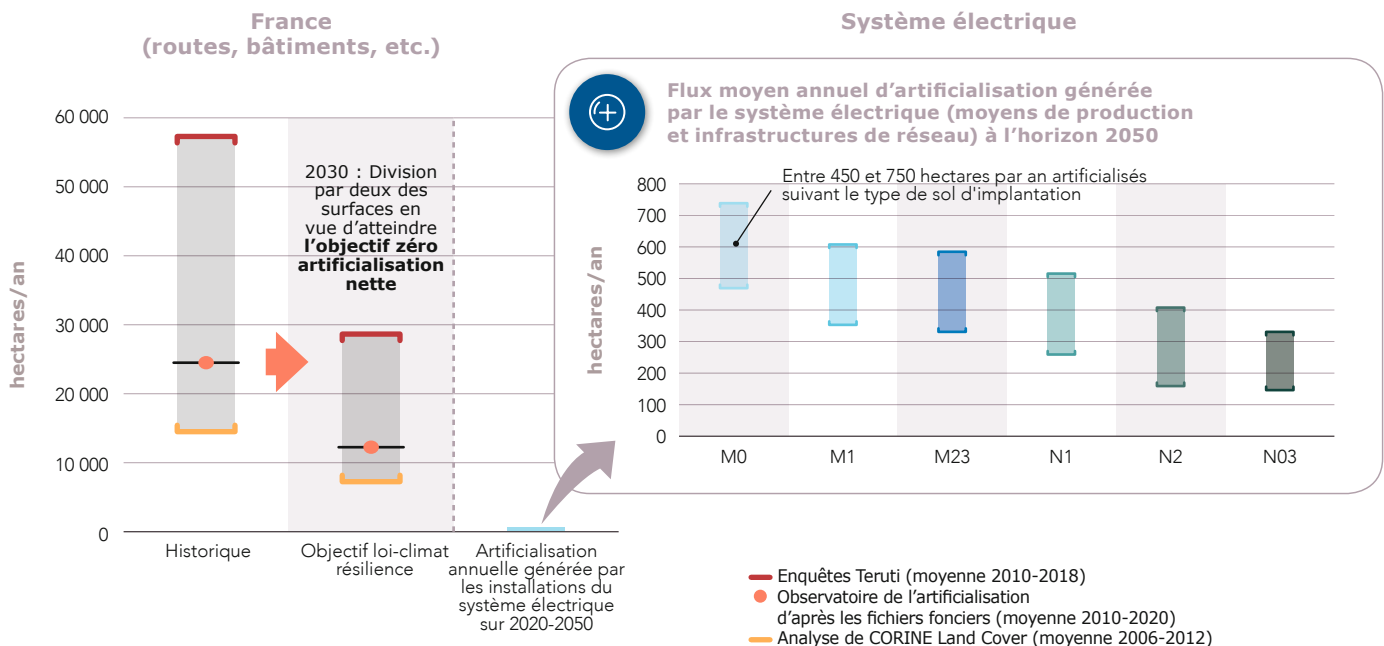 France
(routes, bâtiments, etc.)
hectares/an
60 000
50 000
40 000
30 000
20 000
10 000
0
2030 : Division
par deux des
surfaces en
vue d’atteindre
l’objectif zéro
artificialisation
nette
Historique
Objectif loi-climat
résilience
Artificialisation
annuelle générée par
les installations du
système électrique
sur 2020-2050
Système électrique
Flux moyen annuel d’artificialisation générée
par le système électrique (moyens de production
et infrastructures de réseau) à l’horizon 2050
hectares/an
800
700
600
500
400
300
200
100
0
Entre 450 et 750 hectares par an artificialisés
suivant le type de sol d'implantation
M0
M1
M23
N1
N2
N03
Enquêtes Teruti (moyenne 2010-2018)
Observatoire de l’artificialisation
d’après les fichiers fonciers (moyenne 2010-2020)
Analyse de CORINE Land Cover (moyenne 2006-2012)